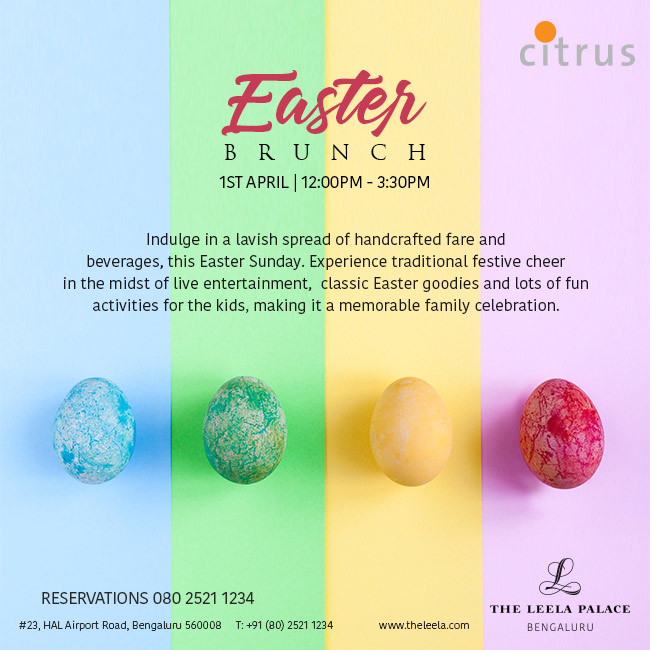 citrus
Easter
BRUNCH
1ST APRIL | 12:00PM - 3:30PM
Indulge in a lavish spread of handcrafted fare and
beverages, this Easter Sunday. Experience traditional festive cheer
in the midst of live entertainment, classic Easter goodies and lots of fun
activities for the kids, making it a memorable family celebration.
RESERVATIONS 080 2521 1234
#23, HAL Airport Road, Bengaluru 560008 T: +91 (80) 2521 1234 www.theleela.com
L
THE LEELA PALACE
BENGALURU